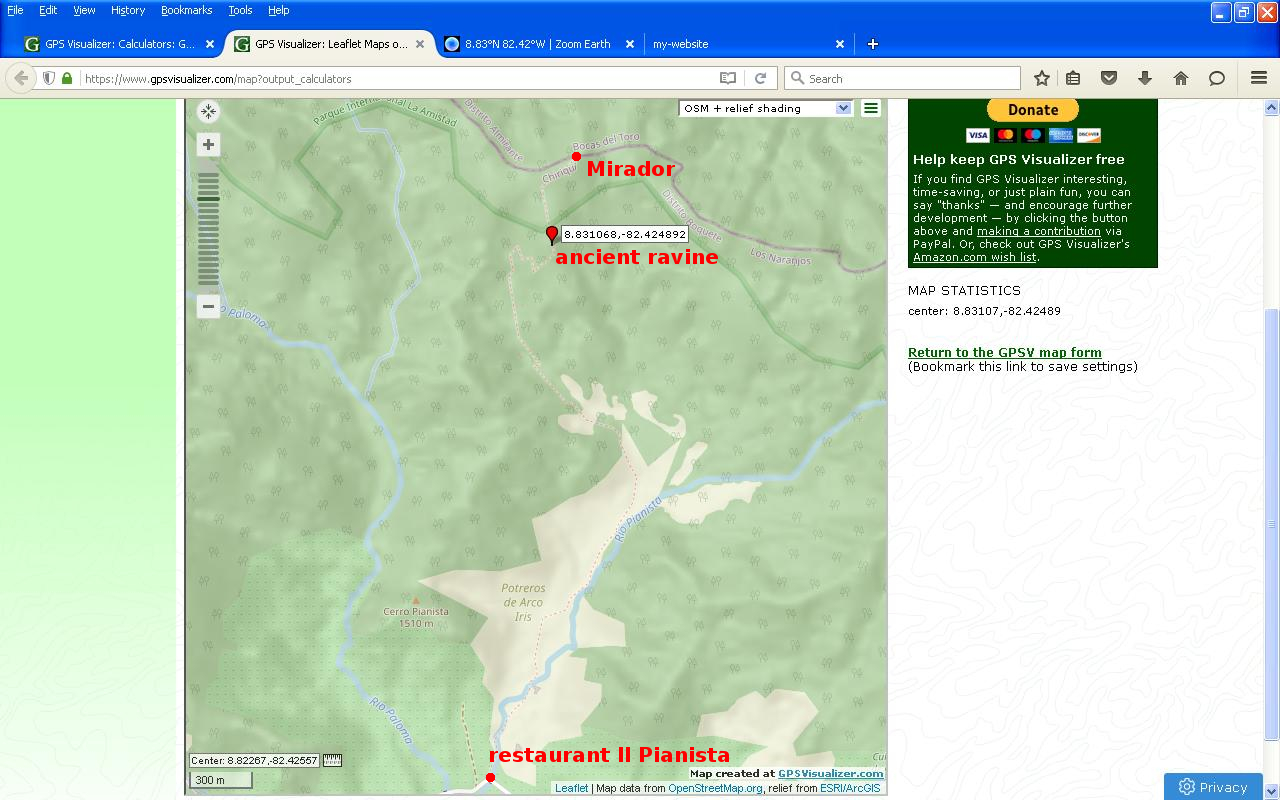 File Edit View History Bookmarks Tools Help
GPS Visualizer: Calculators: G...
GPS Visualizer: Leaflet Maps o...
8.83°N 82.42°W | Zoom Earth
my-website
https://www.gpsvisualizer.com/map?output_calculators
Search
OSM + relief shading
Parque Internacional La Amistad
Distrito Almirante
Bocas del Toro
Chiriquí
Mirador
Distrito Boquete
Los Naranjos
8.831068,-82.424892
ancient ravine
Río Paloma
Río Pianista
Potreros
de Arco
Iris
Cerro Pianista
1510 m
Río Paloma
restaurant Il Pianista
Center: 8.82267,-82.42557
300 m
Map created at GPSVisualizer.com
Leaflet | Map data from OpenStreetMap.org, relief from ESRI/ArcGIS
Donate
VISA
DISCOVER
Help keep GPS Visualizer free
If you find GPS Visualizer interesting,
time-saving, or just plain fun, you can
say "thanks" — and encourage further
development — by clicking the button
above and making a contribution via
PayPal. Or, check out GPS Visualizer's
Amazon.com wish list.
MAP STATISTICS
center: 8.83107,-82.42489
Return to the GPSV map form
(Bookmark this link to save settings)
Privacy